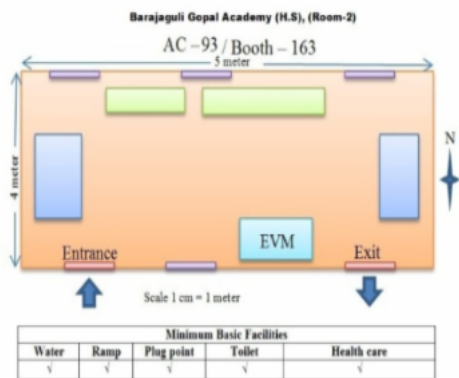 Barajaguli Gopal Academy (H.S), (Room-2)
AC -93/Booth - 163
5 meter
4 meter
N
Entrance
EVM
Exit
Scale 1 cm = 1 meter
Minimum Basic Facilities
Water Ramp Plug point Toilet Health care
√ √ √ √ √